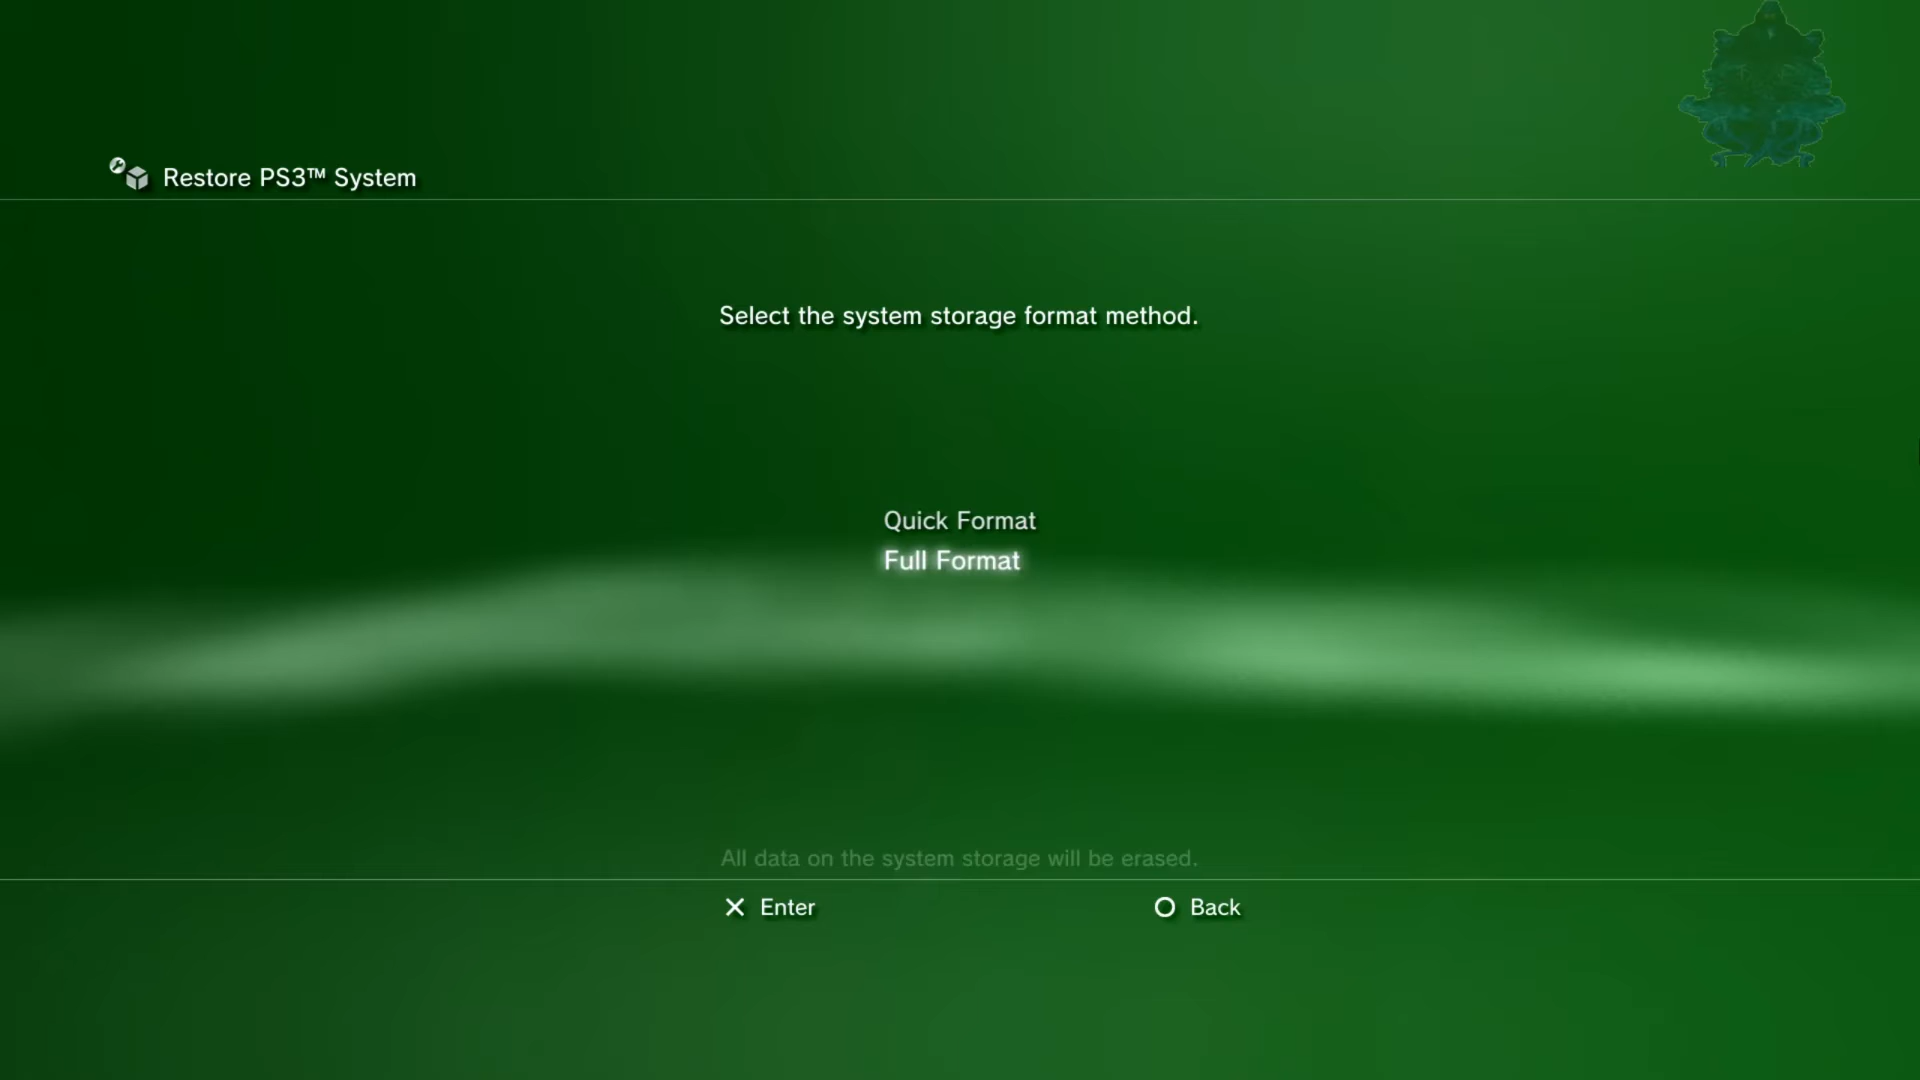 Restore PS3™ System
Select the system storage format method.
Quick Format
Full Format
All data on the system storage will be erased.
Enter
Back